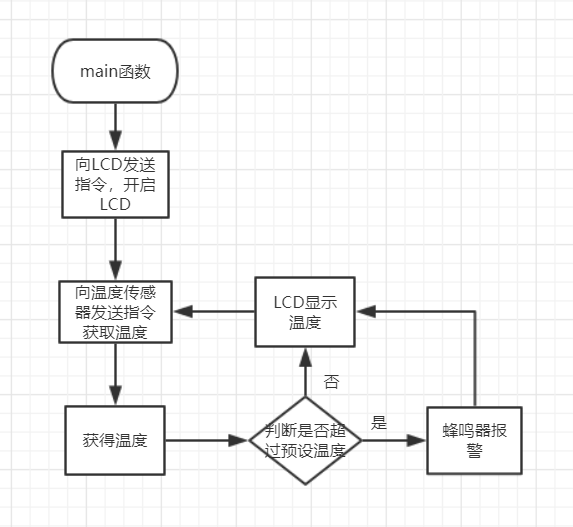 main函数
向LCD发送
指令，开启
LCD
向温度传感
器发送指令
获取温度
LCD显示
温度
否
获得温度
判断是否超
过预设温度
是
蜂鸣器报
警